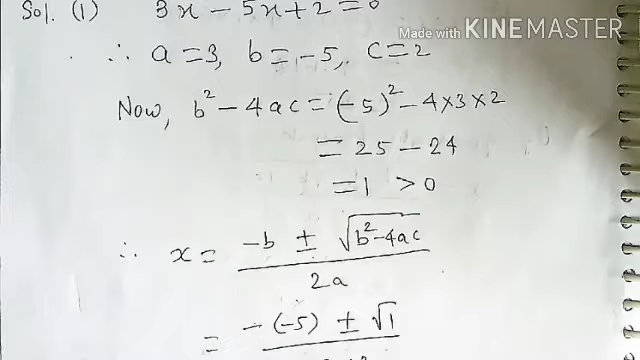 Made with KINEMASTER
Sol. (1) 3x - 5x + 2 = 0
∴ a = 3, b = -5, c = 2
Now, b² - 4ac = (-5)² - 4×3×2
= 25 - 24
= 1 > 0
∴ x = (-b ± √(b²-4ac)) / 2a
= (-(-5) ± √1) /